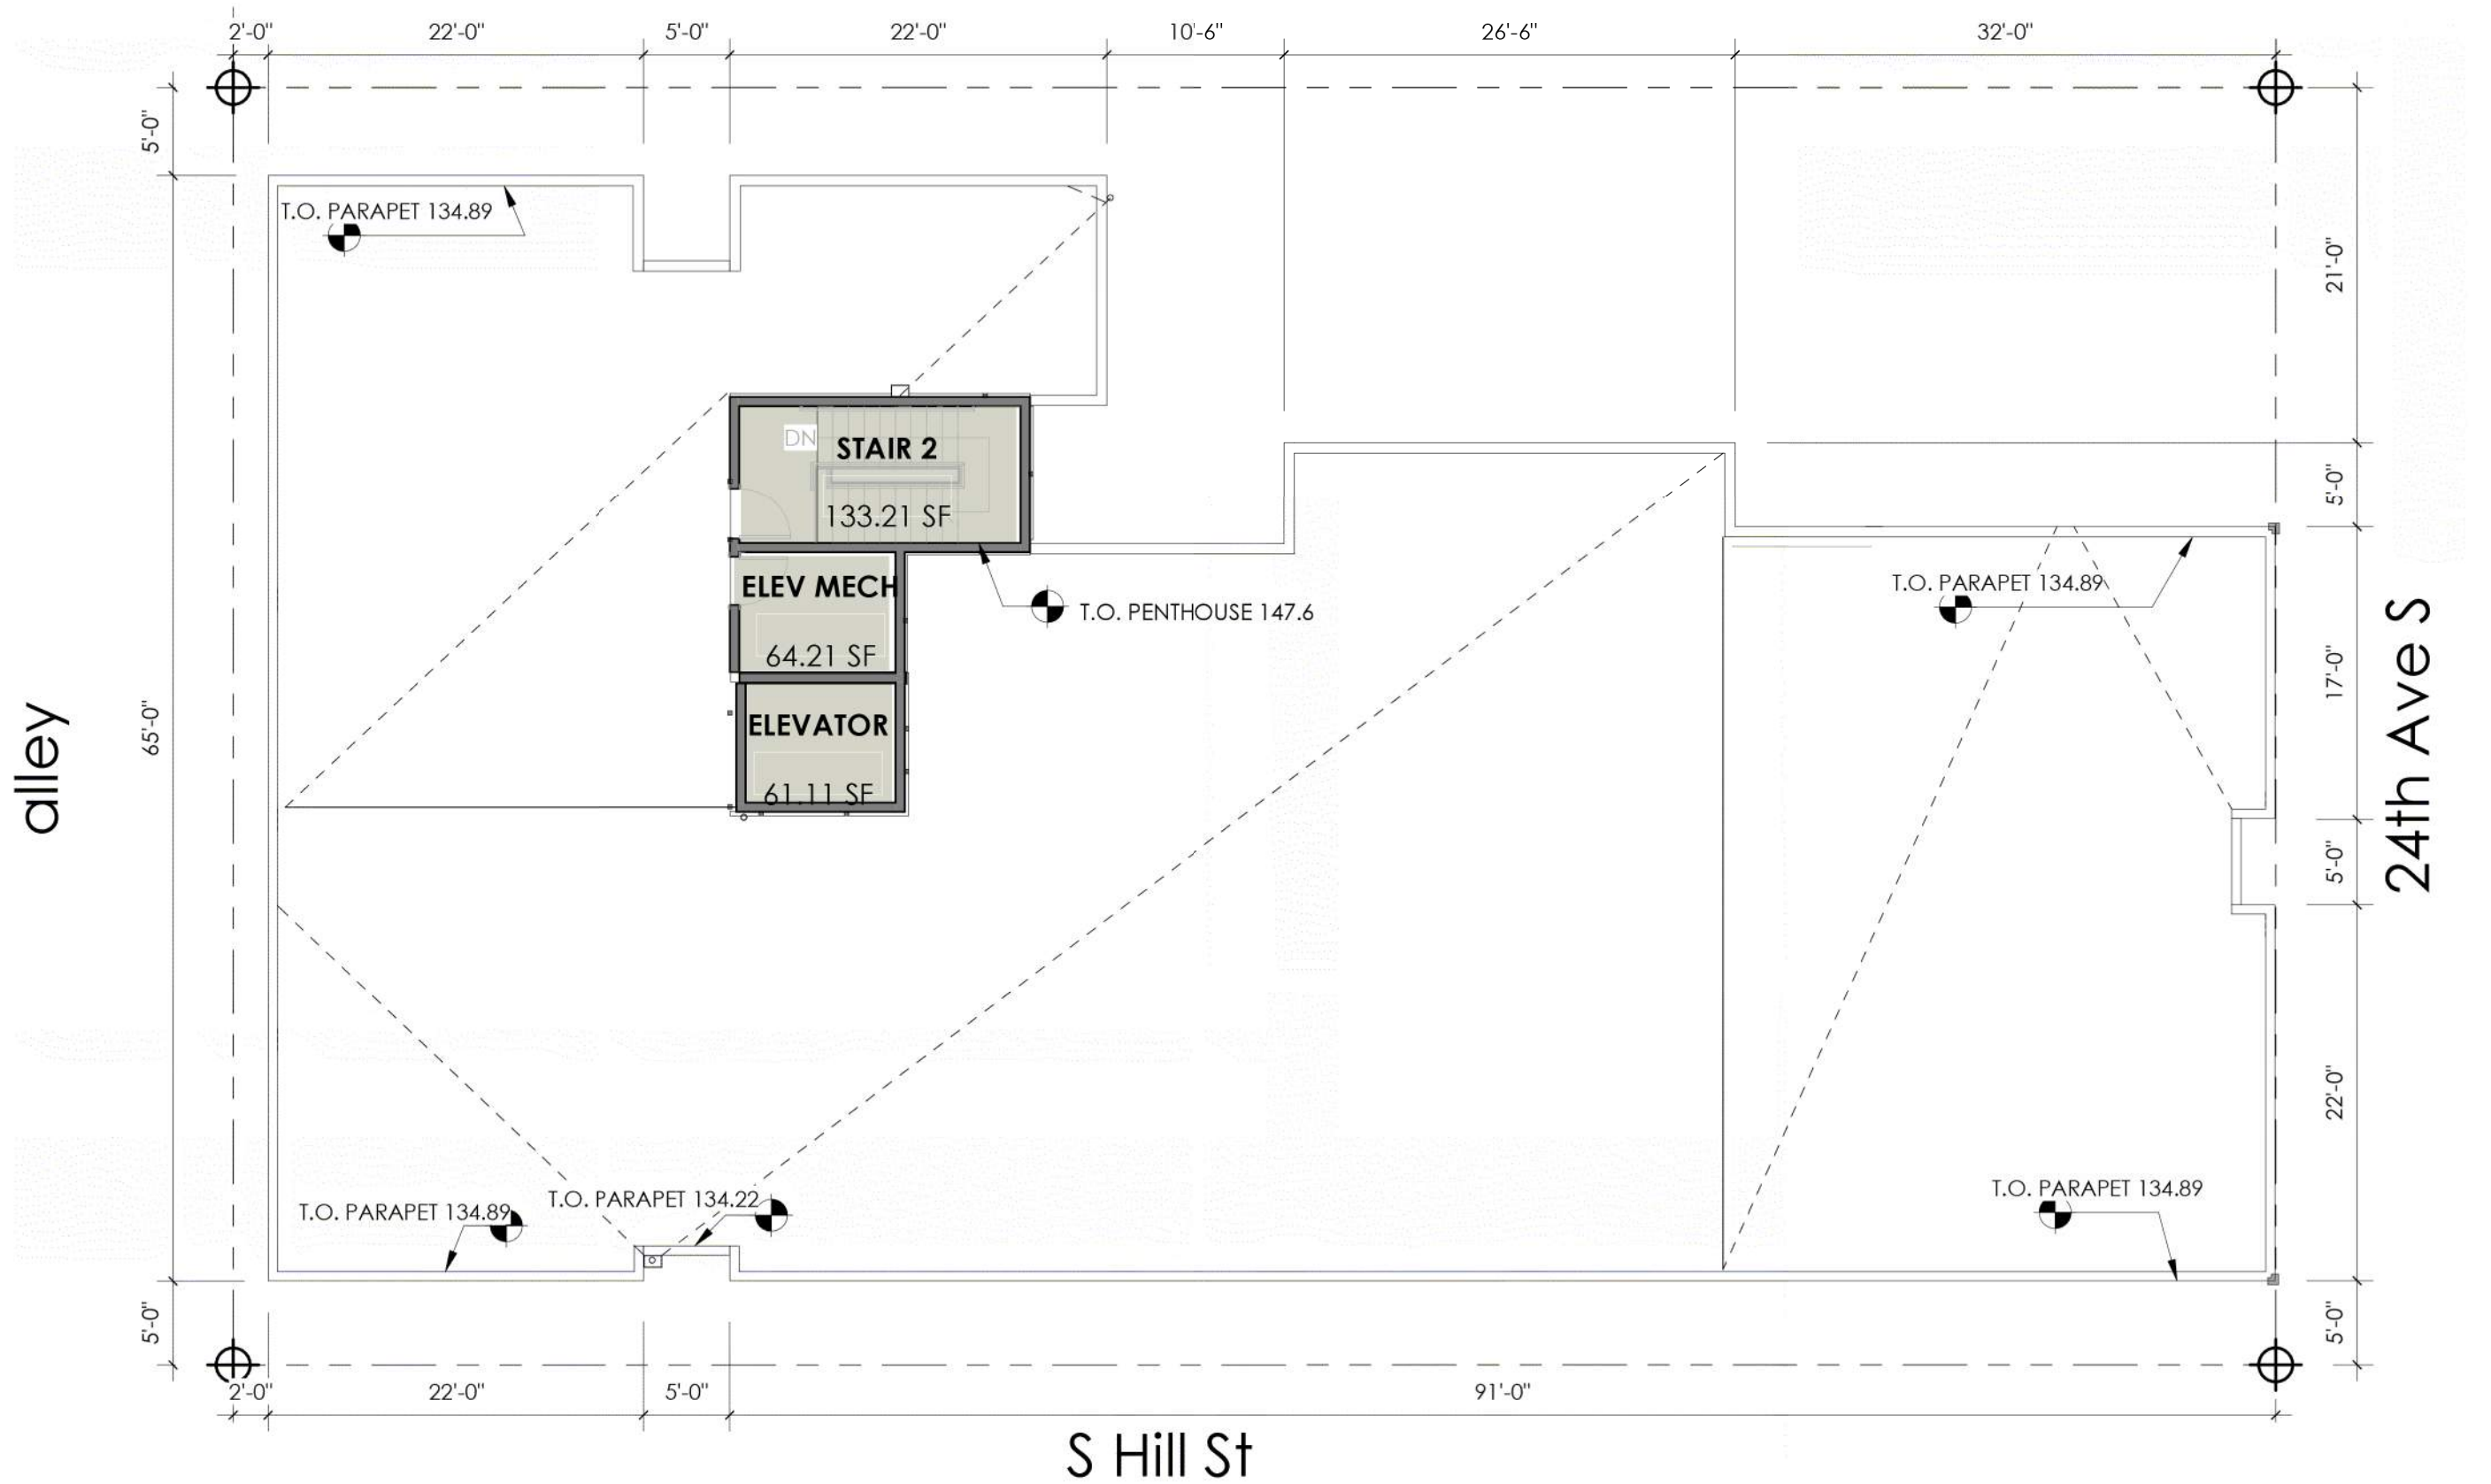 2'-0" 22'-0" 5'-0" 22'-0" 10'-6" 26'-6" 32'-0"
5'-0"
T.O. PARAPET 134.89
21'-0"
DN
STAIR 2
133.21 SF
5'-0"
ELEV MECH
64.21 SF
T.O. PENTHOUSE 147.6
T.O. PARAPET 134.89
17'-0"
24th Ave S
alley
65'-0"
ELEVATOR
61.11 SF
5'-0"
22'-0"
T.O. PARAPET 134.89
T.O. PARAPET 134.22
T.O. PARAPET 134.89
5'-0"
5'-0"
2'-0" 22'-0" 5'-0" 91'-0"
S Hill St